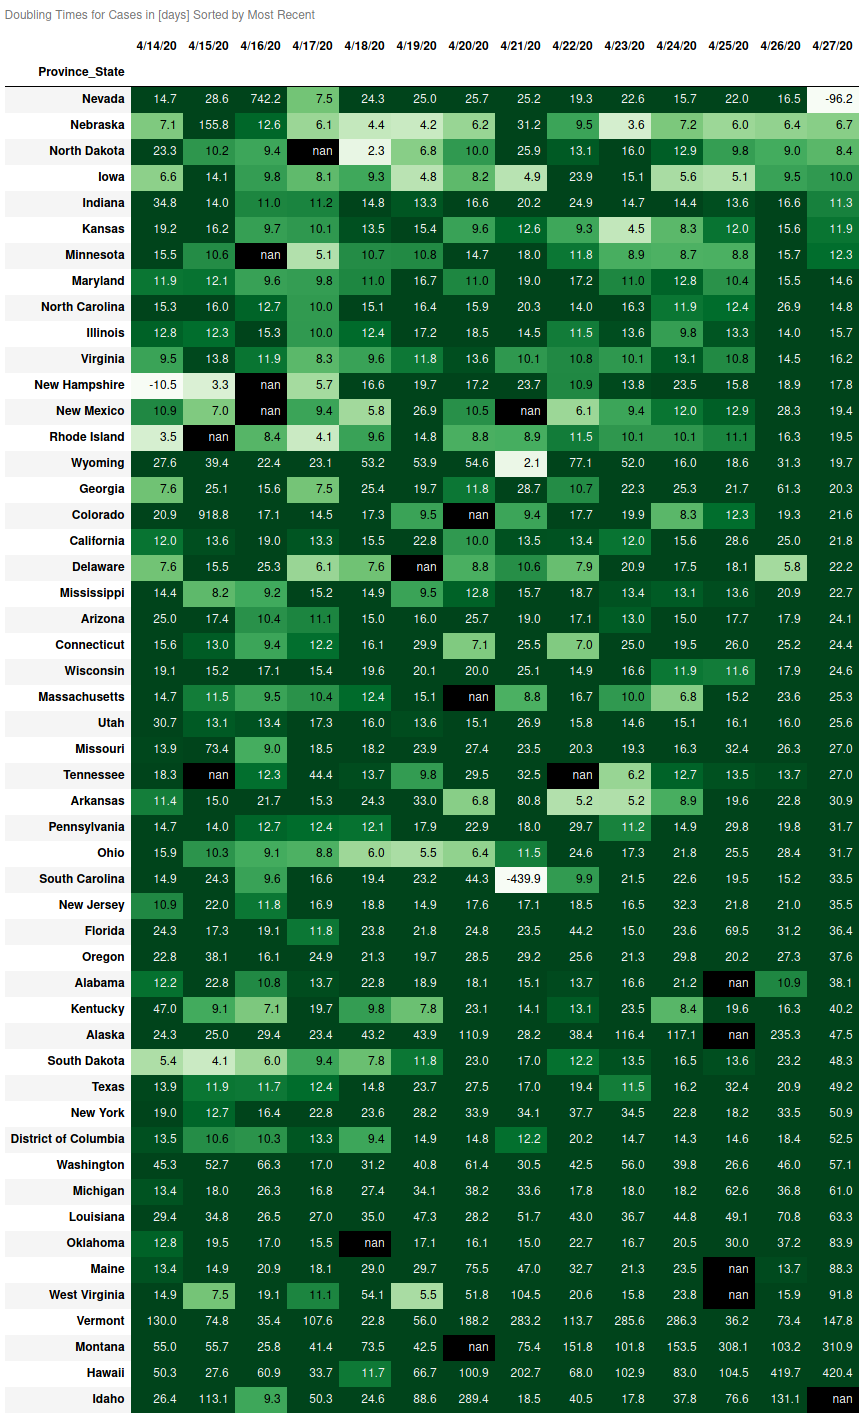 Doubling Times for Cases in [days] Sorted by Most Recent
4/14/20 4/15/20 4/16/20 4/17/20 4/18/20 4/19/20 4/20/20 4/21/20 4/22/20 4/23/20 4/24/20 4/25/20 4/26/20 4/27/20
Province_State
Nevada 14.7 28.6 742.2 7.5 24.3 25.0 25.7 25.2 19.3 22.6 15.7 22.0 16.5 -96.2
Nebraska 7.1 155.8 12.6 6.1 4.4 4.2 6.2 31.2 9.5 3.6 7.2 6.0 6.4 6.7
North Dakota 23.3 10.2 9.4 nan 2.3 6.8 10.0 25.9 13.1 16.0 12.9 9.8 9.0 8.4
Iowa 6.6 14.1 9.8 8.1 9.3 4.8 8.2 4.9 23.9 15.1 5.6 5.1 9.5 10.0
Indiana 34.8 14.0 11.0 11.2 14.8 13.3 16.6 20.2 24.9 14.7 14.4 13.6 16.6 11.3
Kansas 19.2 16.2 9.7 10.1 13.5 15.4 9.6 12.6 9.3 4.5 8.3 12.0 15.6 11.9
Minnesota 15.5 10.6 nan 5.1 10.7 10.8 14.7 18.0 11.8 8.9 8.7 8.8 15.7 12.3
Maryland 11.9 12.1 9.6 9.8 11.0 16.7 11.0 19.0 17.2 11.0 12.8 10.4 15.5 14.6
North Carolina 15.3 16.0 12.7 10.0 15.1 16.4 15.9 20.3 14.0 16.3 11.9 12.4 26.9 14.8
Illinois 12.8 12.3 15.3 10.0 12.4 17.2 18.5 14.5 11.5 13.6 9.8 13.3 14.0 15.7
Virginia 9.5 13.8 11.9 8.3 9.6 11.8 13.6 10.1 10.8 10.1 13.1 10.8 14.5 16.2
New Hampshire -10.5 3.3 nan 5.7 16.6 19.7 17.2 23.7 10.9 13.8 23.5 15.8 18.9 17.8
New Mexico 10.9 7.0 nan 9.4 5.8 26.9 10.5 nan 6.1 9.4 12.0 12.9 28.3 19.4
Rhode Island 3.5 nan 8.4 4.1 9.6 14.8 8.8 8.9 11.5 10.1 10.1 11.1 16.3 19.5
Wyoming 27.6 39.4 22.4 23.1 53.2 53.9 54.6 2.1 77.1 52.0 16.0 18.6 31.3 19.7
Georgia 7.6 25.1 15.6 7.5 25.4 19.7 11.8 28.7 10.7 22.3 25.3 21.7 61.3 20.3
Colorado 20.9 918.8 17.1 14.5 17.3 9.5 nan 9.4 17.7 19.9 8.3 12.3 19.3 21.6
California 12.0 13.6 19.0 13.3 15.5 22.8 10.0 13.5 13.4 12.0 15.6 28.6 25.0 21.8
Delaware 7.6 15.5 25.3 6.1 7.6 nan 8.8 10.6 7.9 20.9 17.5 18.1 5.8 22.2
Mississippi 14.4 8.2 9.2 15.2 14.9 9.5 12.8 15.7 18.7 13.4 13.1 13.6 20.9 22.7
Arizona 25.0 17.4 10.4 11.1 15.0 16.0 25.7 19.0 17.1 13.0 15.0 17.7 17.9 24.1
Connecticut 15.6 13.0 9.4 12.2 16.1 29.9 7.1 25.5 7.0 25.0 19.5 26.0 25.2 24.4
Wisconsin 19.1 15.2 17.1 15.4 19.6 20.1 20.0 25.1 14.9 16.6 11.9 11.6 17.9 24.6
Massachusetts 14.7 11.5 9.5 10.4 12.4 15.1 nan 8.8 16.7 10.0 6.8 15.2 23.6 25.3
Utah 30.7 13.1 13.4 17.3 16.0 13.6 15.1 26.9 15.8 14.6 15.1 16.1 16.0 25.6
Missouri 13.9 73.4 9.0 18.5 18.2 23.9 27.4 23.5 20.3 19.3 16.3 32.4 26.3 27.0
Tennessee 18.3 nan 12.3 44.4 13.7 9.8 29.5 32.5 nan 6.2 12.7 13.5 13.7 27.0
Arkansas 11.4 15.0 21.7 15.3 24.3 33.0 6.8 80.8 5.2 5.2 8.9 19.6 22.8 30.9
Pennsylvania 14.7 14.0 12.7 12.4 12.1 17.9 22.9 18.0 29.7 11.2 14.9 29.8 19.8 31.7
Ohio 15.9 10.3 9.1 8.8 6.0 5.5 6.4 11.5 24.6 17.3 21.8 25.5 28.4 31.7
South Carolina 14.9 24.3 9.6 16.6 19.4 23.2 44.3 -439.9 9.9 21.5 22.6 19.5 15.2 33.5
New Jersey 10.9 22.0 11.8 16.9 18.8 14.9 17.6 17.1 18.5 16.5 32.3 21.8 21.0 35.5
Florida 24.3 17.3 19.1 11.8 23.8 21.8 24.8 23.5 44.2 15.0 23.6 69.5 31.2 36.4
Oregon 22.8 38.1 16.1 24.9 21.3 19.7 28.5 29.2 25.6 21.3 29.8 20.2 27.3 37.6
Alabama 12.2 22.8 10.8 13.7 22.8 18.9 18.1 15.1 13.7 16.6 21.2 nan 10.9 38.1
Kentucky 47.0 9.1 7.1 19.7 9.8 7.8 23.1 14.1 13.1 23.5 8.4 19.6 16.3 40.2
Alaska 24.3 25.0 29.4 23.4 43.2 43.9 110.9 28.2 38.4 116.4 117.1 nan 235.3 47.5
South Dakota 5.4 4.1 6.0 9.4 7.8 11.8 23.0 17.0 12.2 13.5 16.5 13.6 23.2 48.3
Texas 13.9 11.9 11.7 12.4 14.8 23.7 27.5 17.0 19.4 11.5 16.2 32.4 20.9 49.2
New York 19.0 12.7 16.4 22.8 23.6 28.2 33.9 34.1 37.7 34.5 22.8 18.2 33.5 50.9
District of Columbia 13.5 10.6 10.3 13.3 9.4 14.9 14.8 12.2 20.2 14.7 14.3 14.6 18.4 52.5
Washington 45.3 52.7 66.3 17.0 31.2 40.8 61.4 30.5 42.5 56.0 39.8 26.6 46.0 57.1
Michigan 13.4 18.0 26.3 16.8 27.4 34.1 38.2 33.6 17.8 18.0 18.2 62.6 36.8 61.0
Louisiana 29.4 34.8 26.5 27.0 35.0 47.3 28.2 51.7 43.0 36.7 44.8 49.1 70.8 63.3
Oklahoma 12.8 19.5 17.0 15.5 nan 17.1 16.1 15.0 22.7 16.7 20.5 30.0 37.2 83.9
Maine 13.4 14.9 20.9 18.1 29.0 29.7 75.5 47.0 32.7 21.3 23.5 nan 13.7 88.3
West Virginia 14.9 7.5 19.1 11.1 54.1 5.5 51.8 104.5 20.6 15.8 23.8 nan 15.9 91.8
Vermont 130.0 74.8 35.4 107.6 22.8 56.0 188.2 283.2 113.7 285.6 286.3 36.2 73.4 147.8
Montana 55.0 55.7 25.8 41.4 73.5 42.5 nan 75.4 151.8 101.8 153.5 308.1 103.2 310.9
Hawaii 50.3 27.6 60.9 33.7 11.7 66.7 100.9 202.7 68.0 102.9 83.0 104.5 419.7 420.4
Idaho 26.4 113.1 9.3 50.3 24.6 88.6 289.4 18.5 40.5 17.8 37.8 76.6 131.1 nan